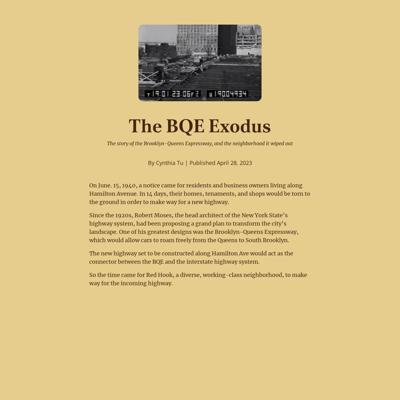 The BQE Exodus
The story of the Brooklyn-Queens Expressway, and the neighborhood it wiped out
By Cynthia Tu | Published April 28, 2023
On June. 15, 1940, a notice came for residents and business owners living along
Hamilton Avenue. In 14 days, their homes, tenaments, and shops would be torn to
the ground in order to make way for a new highway.
Since the 1920s, Robert Moses, the head architect of the New York State's
highway system, had been proposing a grand plan to transform the city's
landscape. One of his greatest designs was the Brooklyn-Queens Expressway,
which would allow cars to roam freely from the Queens to South Brooklyn.
The new highway set to be constructed along Hamilton Ave would act as the
connector between the BQE and the interstate highway system.
So the time came for Red Hook, a diverse, working-class neighborhood, to make
way for the incoming highway.